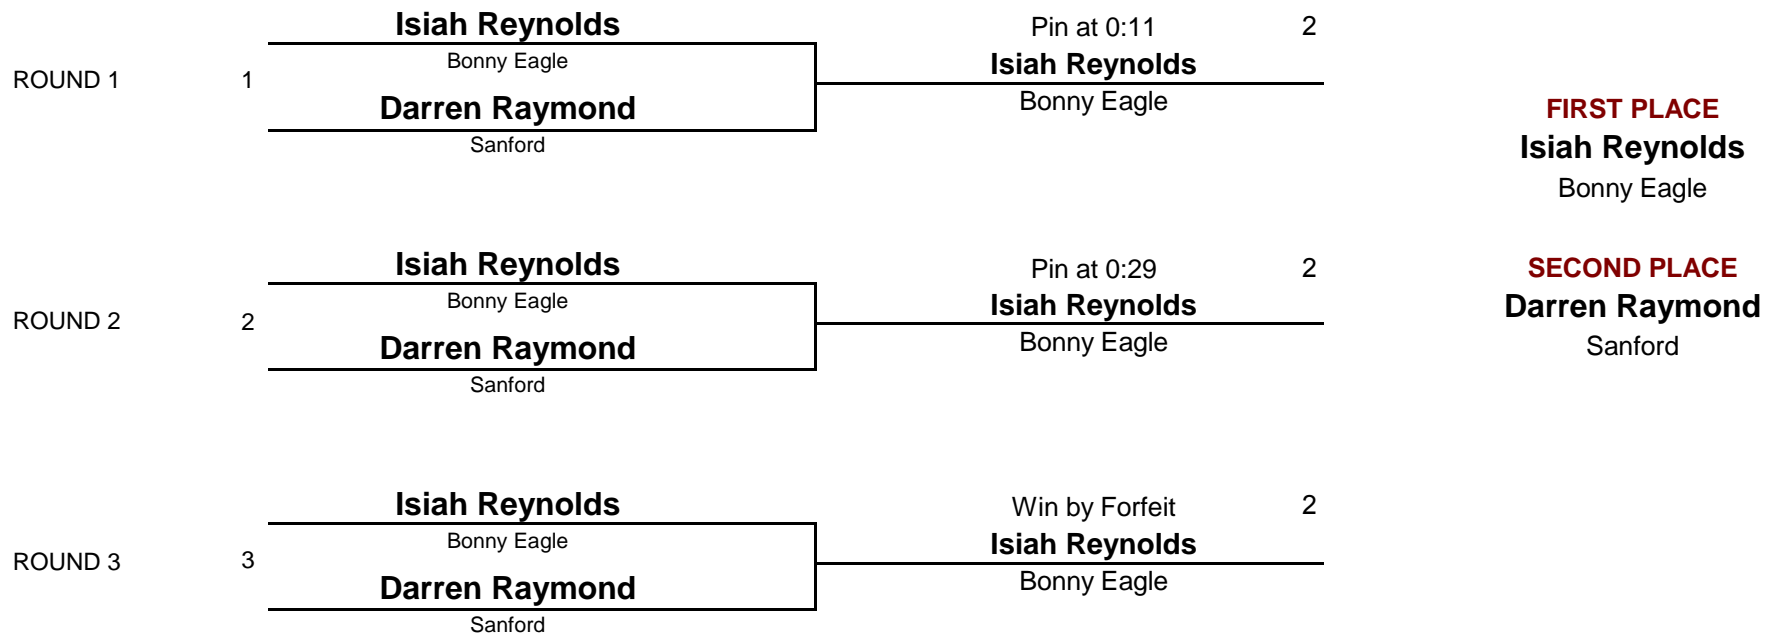 Isiah Reynolds
Pin at 0:11
2
Bonny Eagle
Isiah Reynolds
ROUND 1
1
Darren Raymond
Bonny Eagle
Sanford
FIRST PLACE
Isiah Reynolds
Bonny Eagle
Isiah Reynolds
Pin at 0:29
2
Bonny Eagle
Isiah Reynolds
ROUND 2
2
Darren Raymond
Bonny Eagle
Sanford
SECOND PLACE
Darren Raymond
Sanford
Isiah Reynolds
Win by Forfeit
2
Bonny Eagle
Isiah Reynolds
ROUND 3
3
Darren Raymond
Bonny Eagle
Sanford